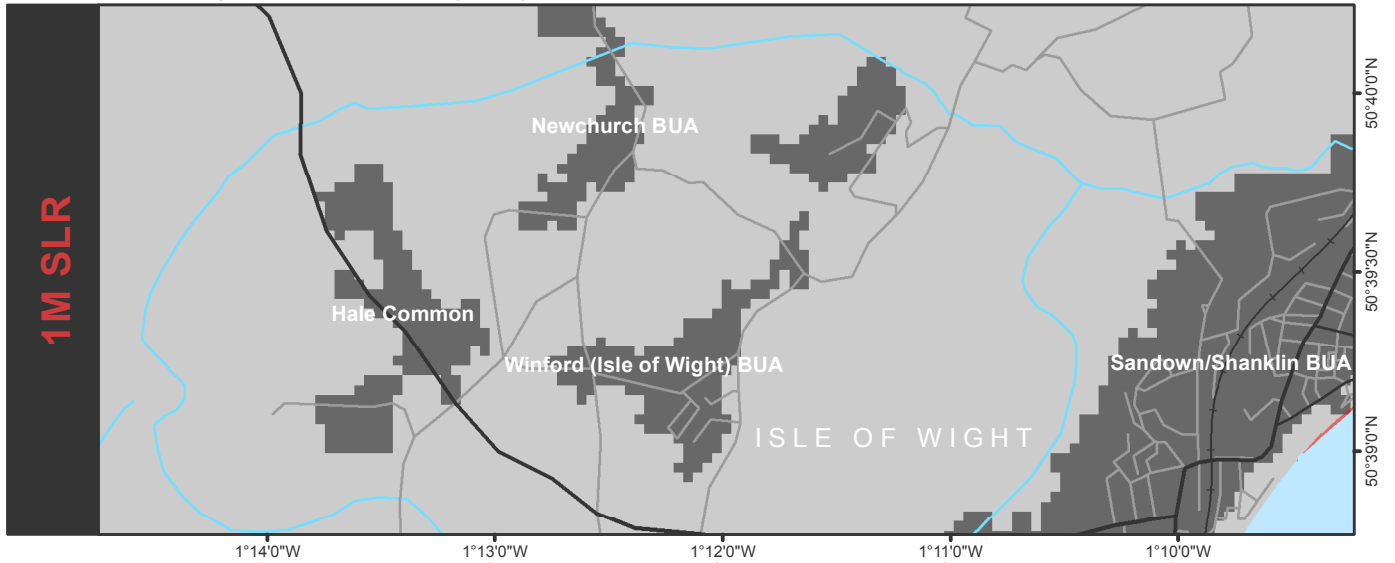 1M SLR
Newchurch BUA
Hale Common
Winford (Isle of Wight) BUA
Sandown/Shanklin BUA
ISLE OF WIGHT
50°40'0"N
50°39'30"N
50°39'0"N
1°14'0"W
1°13'0"W
1°12'0"W
1°11'0"W
1°10'0"W